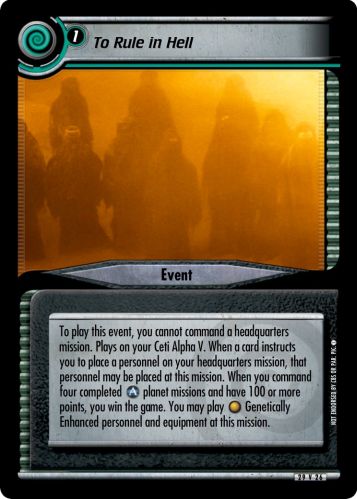 1
To Rule in Hell
Event
To play this event, you cannot command a headquarters
mission. Plays on your Ceti Alpha V. When a card instructs
you to place a personnel on your headquarters mission, that
personnel may be placed at this mission. When you command
four completed planet missions and have 100 or more
points, you win the game. You may play Genetically
Enhanced personnel and equipment at this mission.
NOT ENDORSED BY CBS OR PAR. PIC.
20 V 26